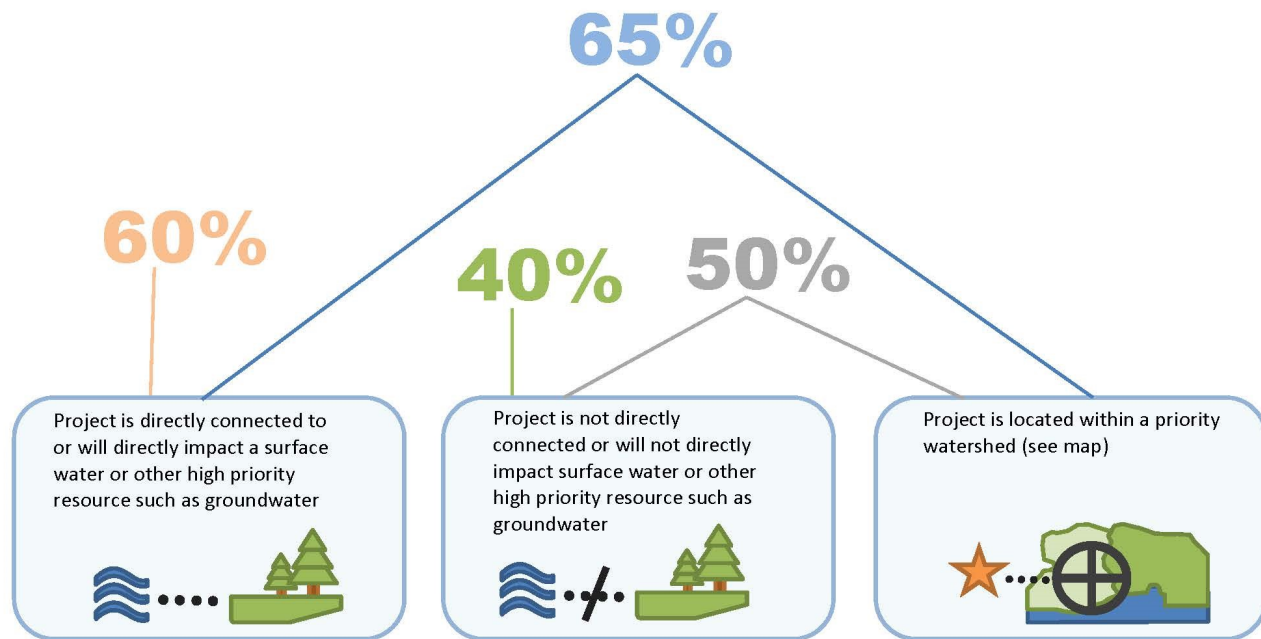 65%
60%
40%
50%
Project is directly connected to
or will directly impact a surface
water or other high priority
resource such as groundwater
Project is not directly
connected or will not directly
impact surface water or other
high priority resource such as
groundwater
Project is located within a priority
watershed (see map)